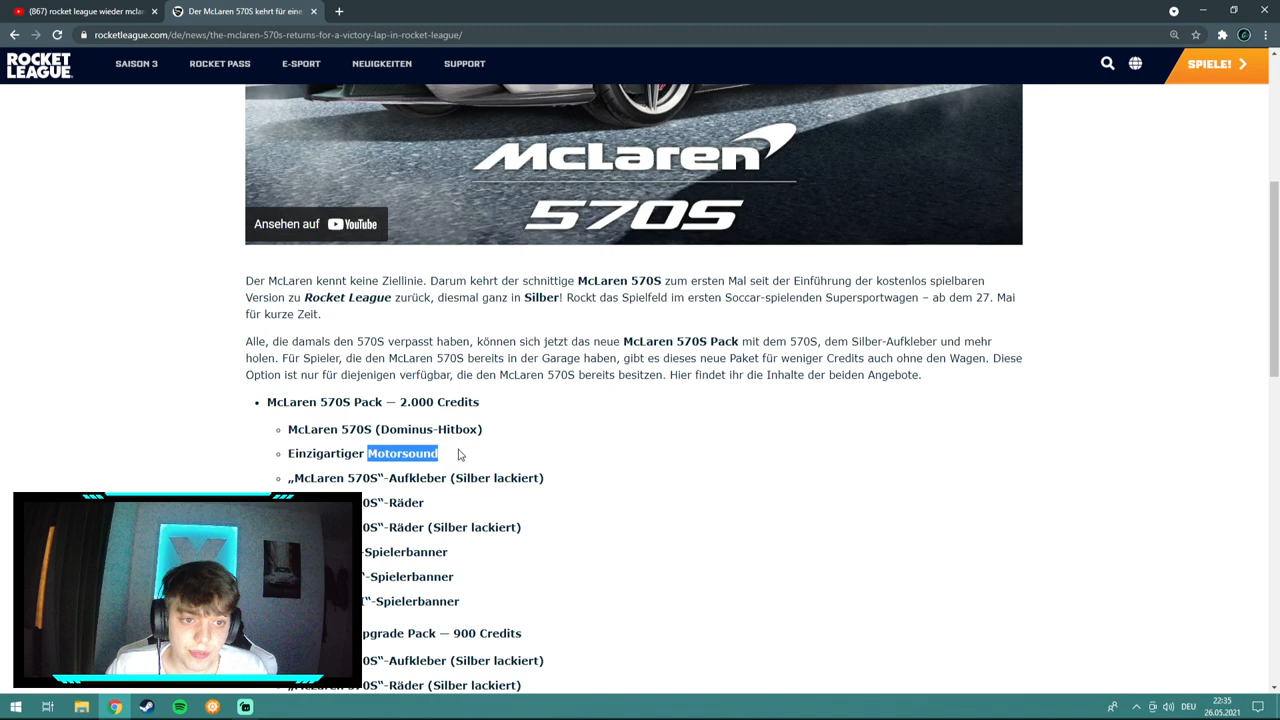 (867) rocket league wieder mclar
Der McLaren 570S kehrt für eine
rocketleague.com/de/news/the-mclaren-570s-returns-for-a-victory-lap-in-rocket-league/
ROCKET LEAGUE
SAISON 3
ROCKET PASS
E-SPORT
NEUIGKEITEN
SUPPORT
SPIELE!
McLaren
570S
Ansehen auf YouTube
Der McLaren kennt keine Ziellinie. Darum kehrt der schnittige McLaren 570S zum ersten Mal seit der Einführung der kostenlos spielbaren
Version zu Rocket League zurück, diesmal ganz in Silber! Rockt das Spielfeld im ersten Soccar-spielenden Supersportwagen – ab dem 27. Mai
für kurze Zeit.
Alle, die damals den 570S verpasst haben, können sich jetzt das neue McLaren 570S Pack mit dem 570S, dem Silber-Aufkleber und mehr
holen. Für Spieler, die den McLaren 570S bereits in der Garage haben, gibt es dieses neue Paket für weniger Credits auch ohne den Wagen. Diese
Option ist nur für diejenigen verfügbar, die den McLaren 570S bereits besitzen. Hier findet ihr die Inhalte der beiden Angebote.
McLaren 570S Pack — 2.000 Credits
McLaren 570S (Dominus-Hitbox)
Einzigartiger Motorsound
„McLaren 570S“-Aufkleber (Silber lackiert)
0S“-Räder
0S“-Räder (Silber lackiert)
-Spielerbanner
“-Spielerbanner
“-Spielerbanner
pgrade Pack — 900 Credits
0S“-Aufkleber (Silber lackiert)
„McLaren 570S“-Räder (Silber lackiert)
DEU
22:35
26.05.2021